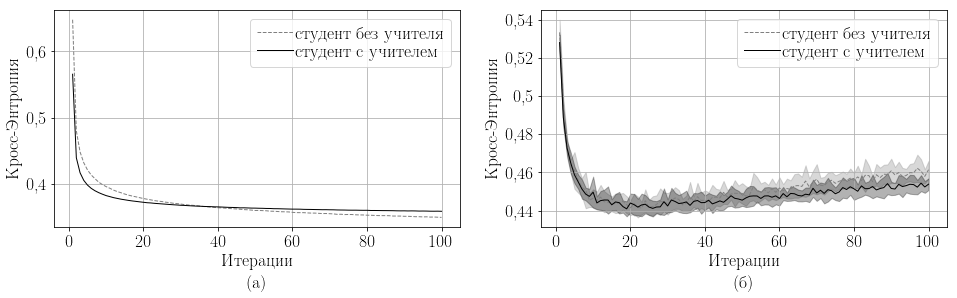 0,6
0,5
0,4
Кросс-Энтропия
студент без учителя
студент с учителем
0 20 40 60 80 100
Итерации
(а)
0,54
0,52
0,5
0,48
0,46
0,44
Кросс-Энтропия
студент без учителя
студент с учителем
0 20 40 60 80 100
Итерации
(б)